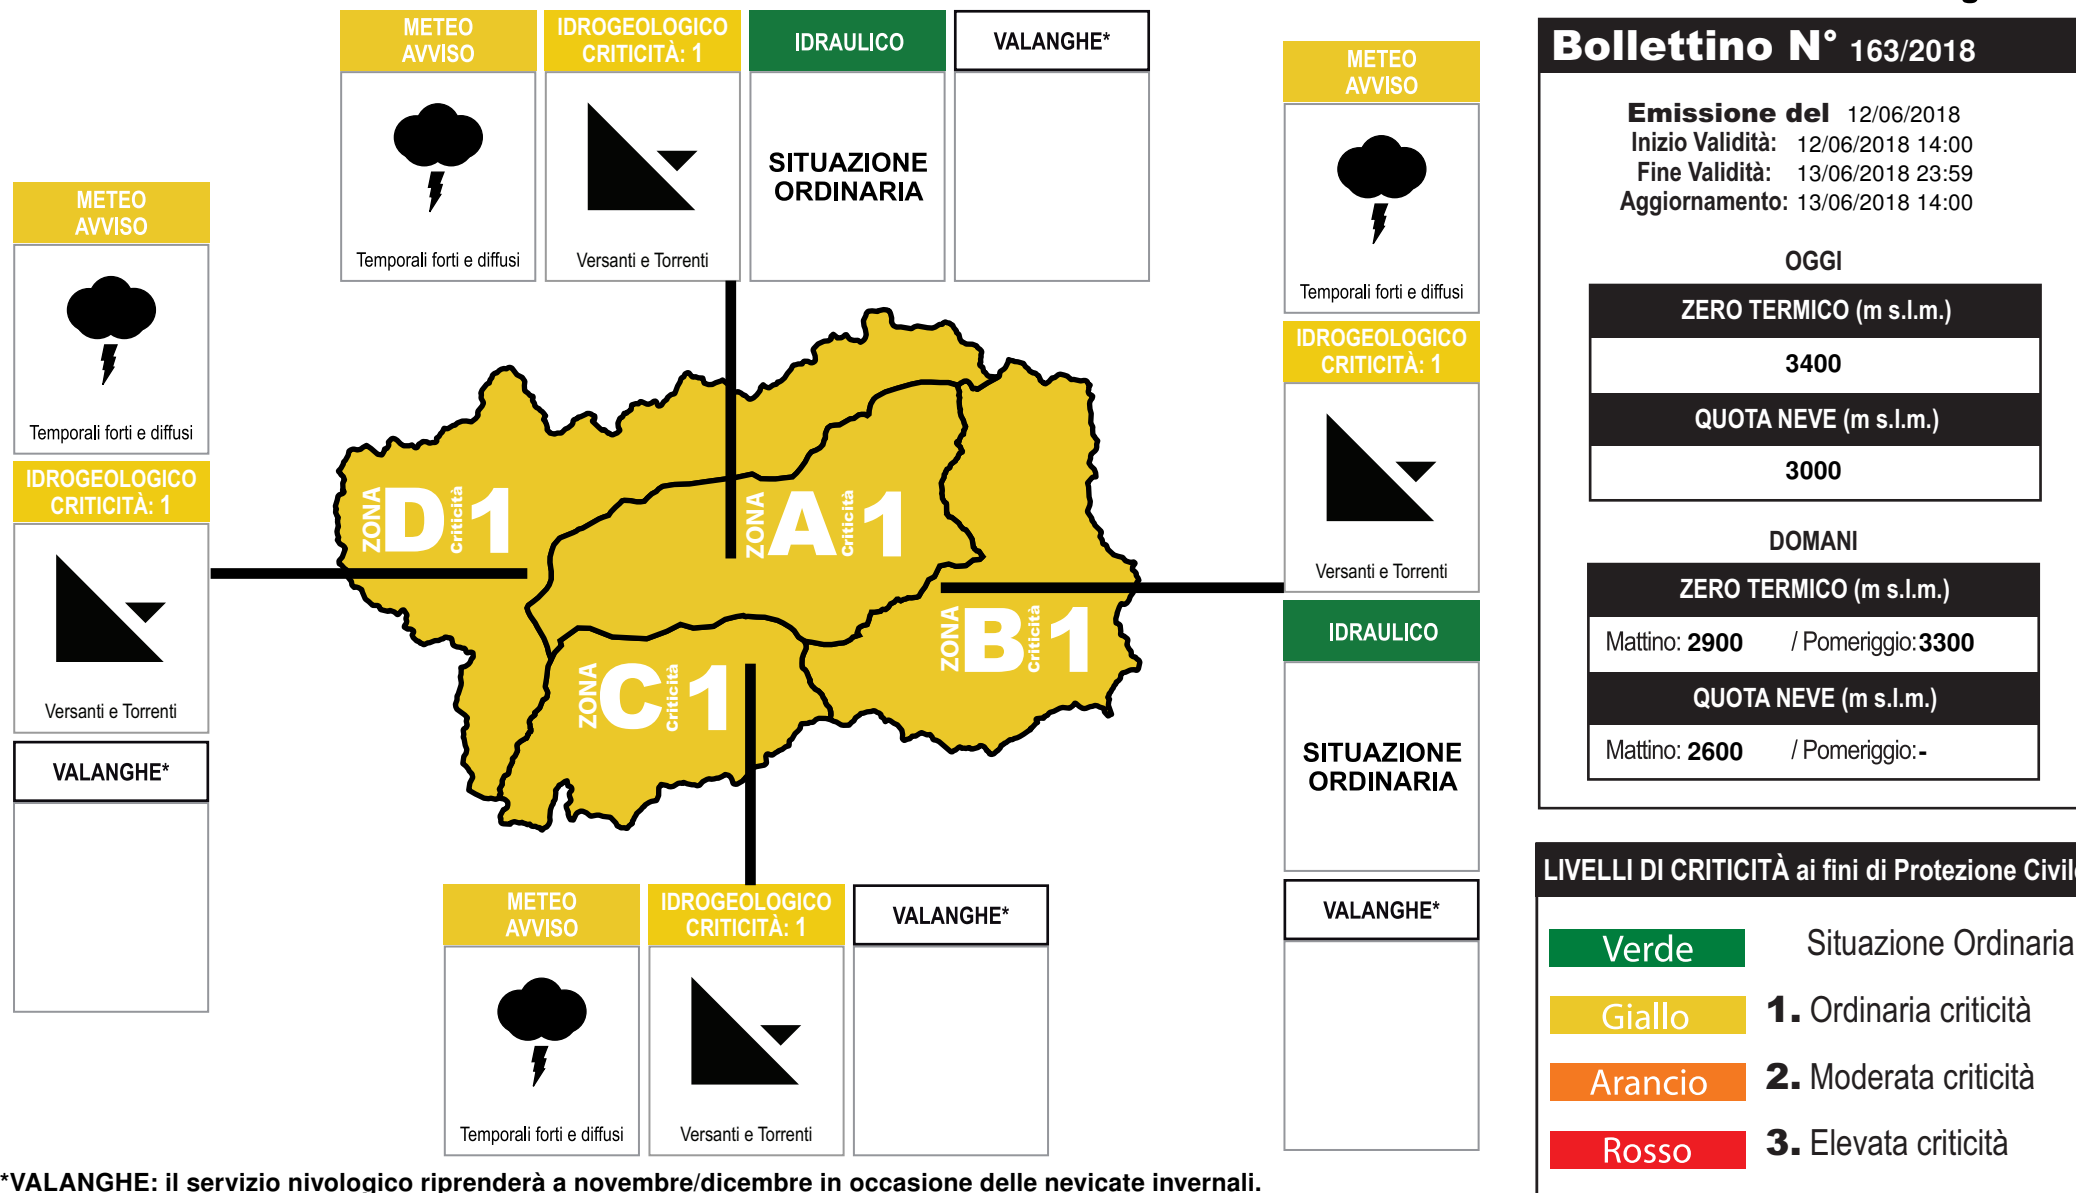 METEO
AVVISO
Temporali forti e diffusi
IDROGEOLOGICO
CRITICITÀ: 1
Versanti e Torrenti
IDRAULICO
SITUAZIONE
ORDINARIA
VALANGHE*
METEO
AVVISO
Temporali forti e diffusi
IDROGEOLOGICO
CRITICITÀ: 1
Versanti e Torrenti
VALANGHE*
METEO
AVVISO
Temporali forti e diffusi
IDROGEOLOGICO
CRITICITÀ: 1
Versanti e Torrenti
IDRAULICO
SITUAZIONE
ORDINARIA
VALANGHE*
ZONA D Criticità 1
ZONA A Criticità 1
ZONA B Criticità 1
ZONA C Criticità 1
METEO
AVVISO
Temporali forti e diffusi
IDROGEOLOGICO
CRITICITÀ: 1
Versanti e Torrenti
VALANGHE*
*VALANGHE: il servizio nivologico riprenderà a novembre/dicembre in occasione delle nevicate invernali.
Bollettino N° 163/2018
Emissione del 12/06/2018
Inizio Validità: 12/06/2018 14:00
Fine Validità: 13/06/2018 23:59
Aggiornamento: 13/06/2018 14:00
OGGI
ZERO TERMICO (m s.l.m.)
3400
QUOTA NEVE (m s.l.m.)
3000
DOMANI
ZERO TERMICO (m s.l.m.)
Mattino: 2900 / Pomeriggio: 3300
QUOTA NEVE (m s.l.m.)
Mattino: 2600 / Pomeriggio: -
LIVELLI DI CRITICITÀ ai fini di Protezione Civile
Verde Situazione Ordinaria
Giallo 1. Ordinaria criticità
Arancio 2. Moderata criticità
Rosso 3. Elevata criticità